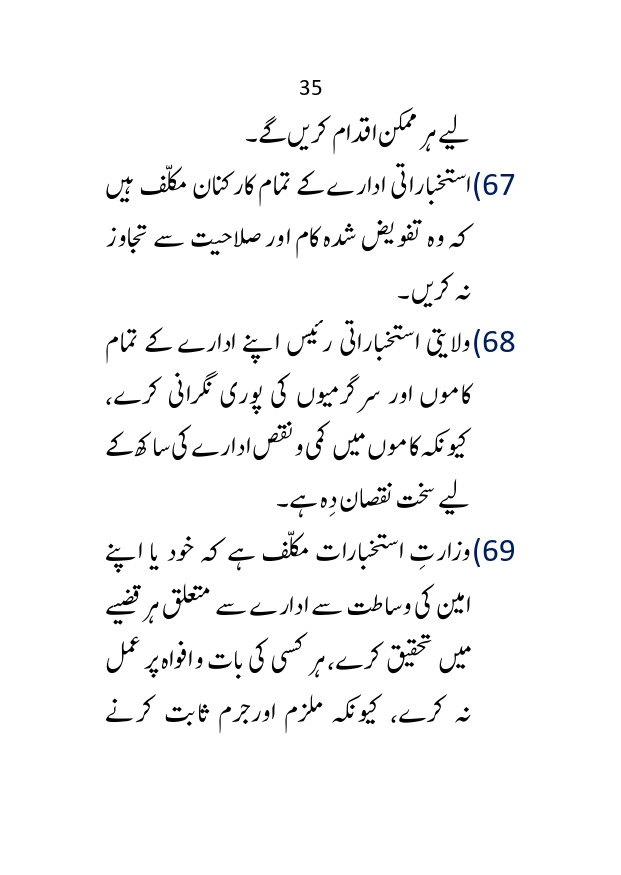 35
لیے ہر ممکن اقدام کریں گے۔
67) استخباراتی ادارے کے تمام کارکنان مکلّف ہیں
کہ وہ تفویض شدہ کام اور صلاحیت سے تجاوز
نہ کریں۔
68) ولایتی استخباراتی رئیس اپنے ادارے کے تمام
کاموں اور سرگرمیوں کی پوری نگرانی کرے،
کیونکہ کاموں میں کمی و نقص ادارے کی ساکھ کے
لیے سخت نقصان دِہ ہے۔
69) وزارتِ استخبارات مکلّف ہے کہ خود یا اپنے
امین کی وساطت سے ادارے سے متعلق ہر قضیے
میں تحقیق کرے، ہر کسی کی بات و افواہ پر عمل
نہ کرے، کیونکہ ملزم اور جرم ثابت کرنے